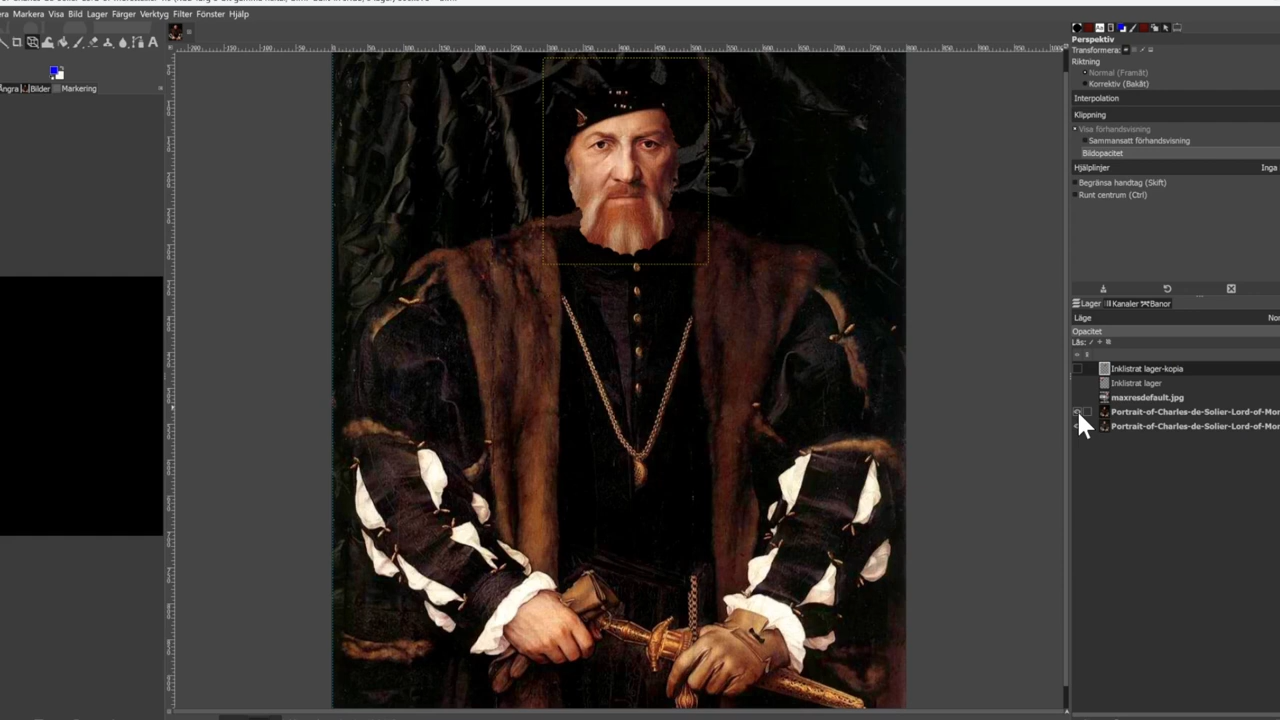 Markera Visa Bild Lager Färger Verktyg Filter Fönster Hjälp
Ångra Bilder Markering
Perspektiv
Transformera:
Riktning
Normal (Framåt)
Korrektiv (Bakåt)
Interpolation
Klippning
Visa förhandsvisning
Sammansatt förhandsvisning
Bildopacitet
Hjälplinjer Inga
Begränsa handtag (Skift)
Runt centrum (Ctrl)
Lager Kanaler Banor
Läge Nor
Opacitet
Lås:
Inklistrat lager-kopia
Inklistrat lager
maxresdefault.jpg
Portrait-of-Charles-de-Solier-Lord-of-Mor
Portrait-of-Charles-de-Solier-Lord-of-Mor